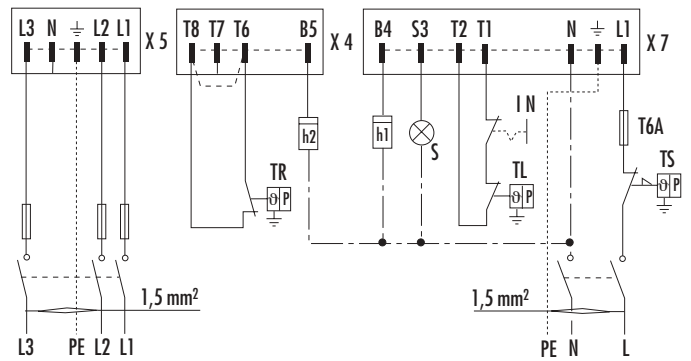 L3 N L2 L1 X 5
T8 T7 T6 B5 X 4
B4 S3 T2 T1 N L1 X 7
h2
h1
S
I N
T6A
TR
ϑ P
TL
ϑ P
TS
ϑ P
1,5 mm²
1,5 mm²
L3 PE L2 L1
PE N L